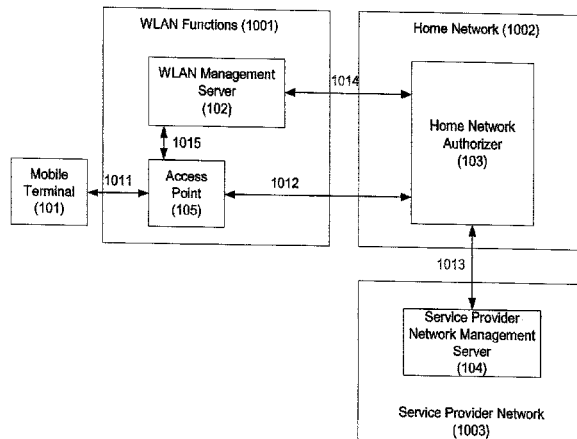 WLAN Functions (1001)
Home Network (1002)
WLAN Management
Server
(102)
1014
Home Network
Authorizer
(103)
1015
Mobile
Terminal
(101)
1011
Access
Point
(105)
1012
1013
Service Provider
Network Management
Server
(104)
Service Provider Network
(1003)